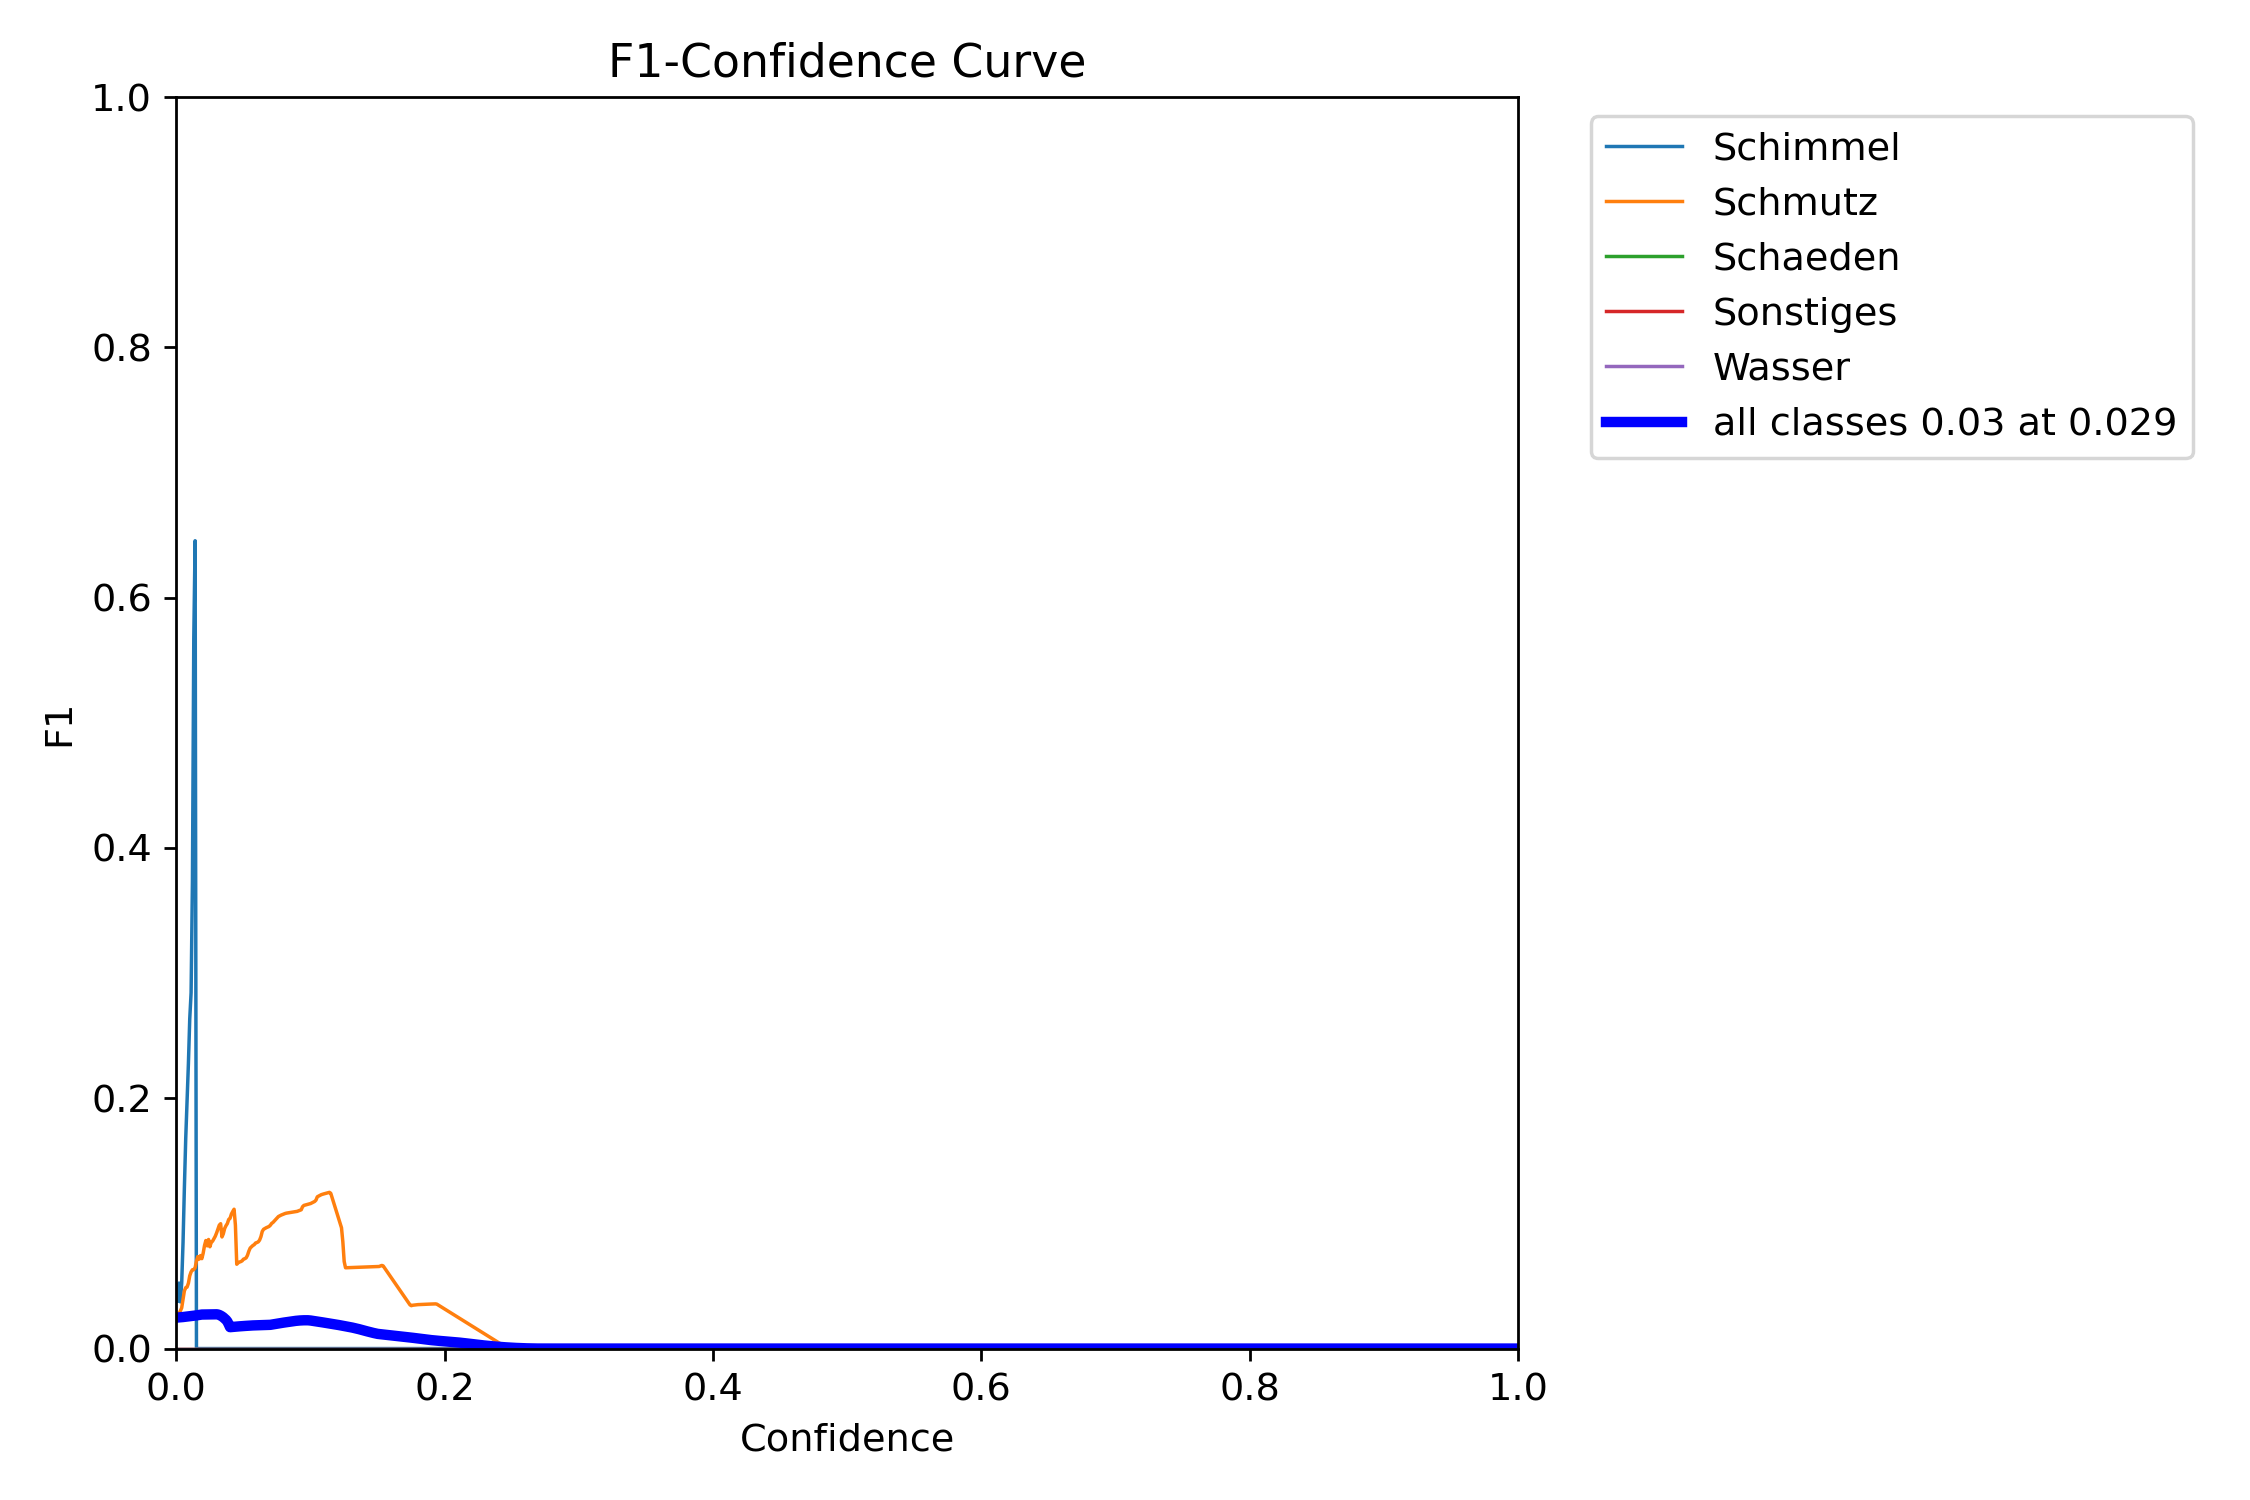 F1-Confidence Curve
1.0
0.8
0.6
0.4
0.2
0.0
F1
0.0 0.2 0.4 0.6 0.8 1.0
Confidence
Schimmel
Schmutz
Schaeden
Sonstiges
Wasser
all classes 0.03 at 0.029